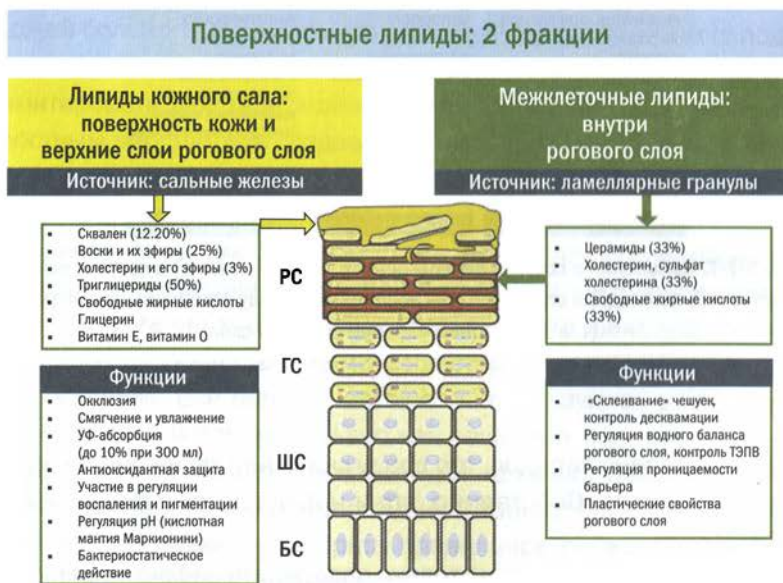 Поверхностные липиды: 2 фракции
Липиды кожного сала:
поверхность кожи и
верхние слои рогового слоя
Источник: сальные железы
▪ Сквален (12.20%)
▪ Воски и их эфиры (25%)
▪ Холестерин и его эфиры (3%)
▪ Триглицериды (50%)
▪ Свободные жирные кислоты
▪ Глицерин
▪ Витамин Е, витамин О
Функции
▪ Окклюзия
▪ Смягчение и увлажнение
▪ УФ-абсорбция
(до 10% при 300 мл)
▪ Антиоксидантная защита
▪ Участие в регуляции
воспаления и пигментации
▪ Регуляция pH (кислотная
мантия Маркионини)
▪ Бактериостатическое
действие
РС
ГС
ШС
БС
Межклеточные липиды:
внутри
рогового слоя
Источник: ламеллярные гранулы
▪ Церамиды (33%)
▪ Холестерин, сульфат
холестерина (33%)
▪ Свободные жирные кислоты
(33%)
Функции
▪ «Склеивание» чешуек,
контроль десквамации
▪ Регуляция водного баланса
рогового слоя, контроль ТЭПВ
▪ Регуляция проницаемости
барьера
▪ Пластические свойства
рогового слоя